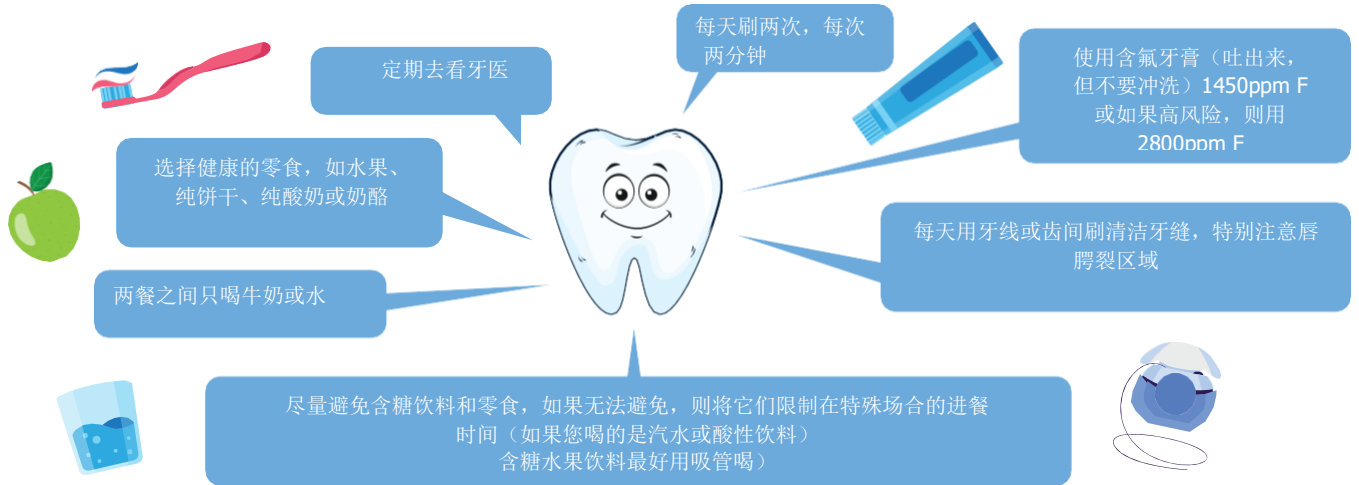 每天刷两次，每次
两分钟
定期去看牙医
使用含氟牙膏（吐出来，
但不要冲洗）1450ppm F
或如果高风险，则用
2800ppm F
选择健康的零食，如水果、
纯饼干、纯酸奶或奶酪
每天用牙线或齿间刷清洁牙缝，特别注意唇
腭裂区域
两餐之间只喝牛奶或水
尽量避免含糖饮料和零食，如果无法避免，则将它们限制在特殊场合的进餐
时间（如果您喝的是汽水或酸性饮料）
含糖水果饮料最好用吸管喝）